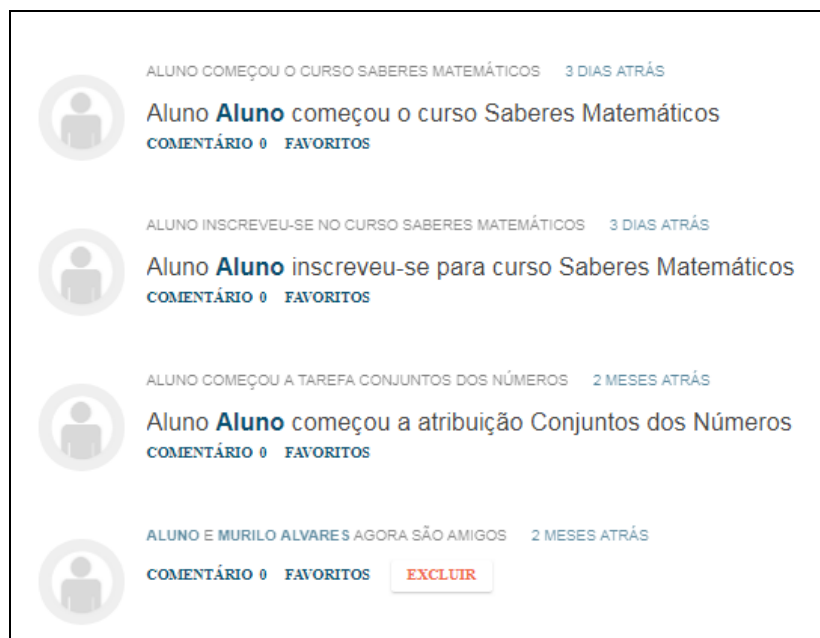 ALUNO COMEÇOU O CURSO SABERES MATEMÁTICOS 3 DIAS ATRÁS
Aluno Aluno começou o curso Saberes Matemáticos
COMENTÁRIO 0 FAVORITOS
ALUNO INSCREVEU-SE NO CURSO SABERES MATEMÁTICOS 3 DIAS ATRÁS
Aluno Aluno inscreveu-se para curso Saberes Matemáticos
COMENTÁRIO 0 FAVORITOS
ALUNO COMEÇOU A TAREFA CONJUNTOS DOS NÚMEROS 2 MESES ATRÁS
Aluno Aluno começou a atribuição Conjuntos dos Números
COMENTÁRIO 0 FAVORITOS
ALUNO E MURILO ALVARES AGORA SÃO AMIGOS 2 MESES ATRÁS
COMENTÁRIO 0 FAVORITOS EXCLUIR